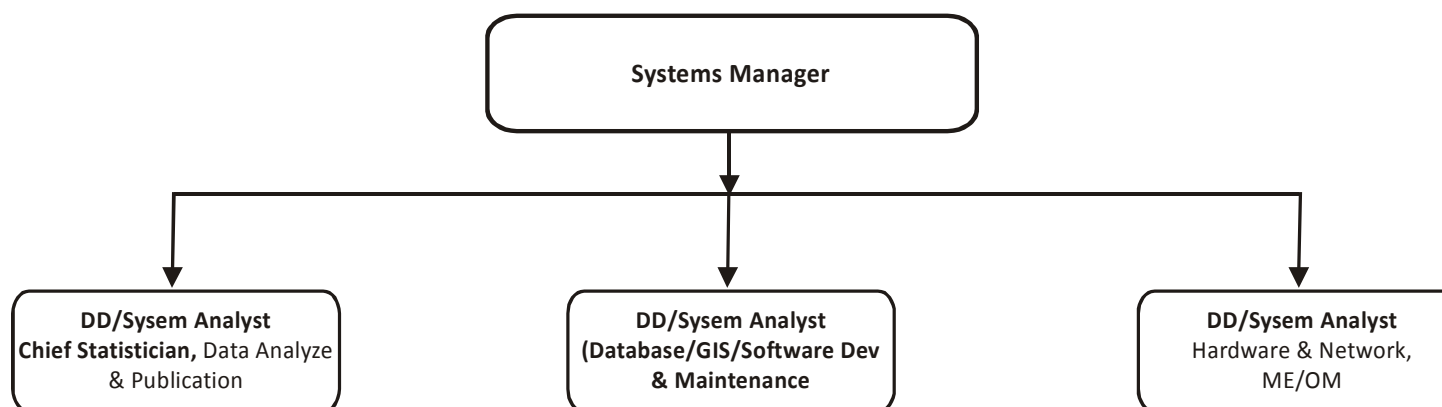 Systems Manager
DD/Sysem Analyst
Chief Statistician, Data Analyze
& Publication
DD/Sysem Analyst
(Database/GIS/Software Dev
& Maintenance
DD/Sysem Analyst
Hardware & Network,
ME/OM